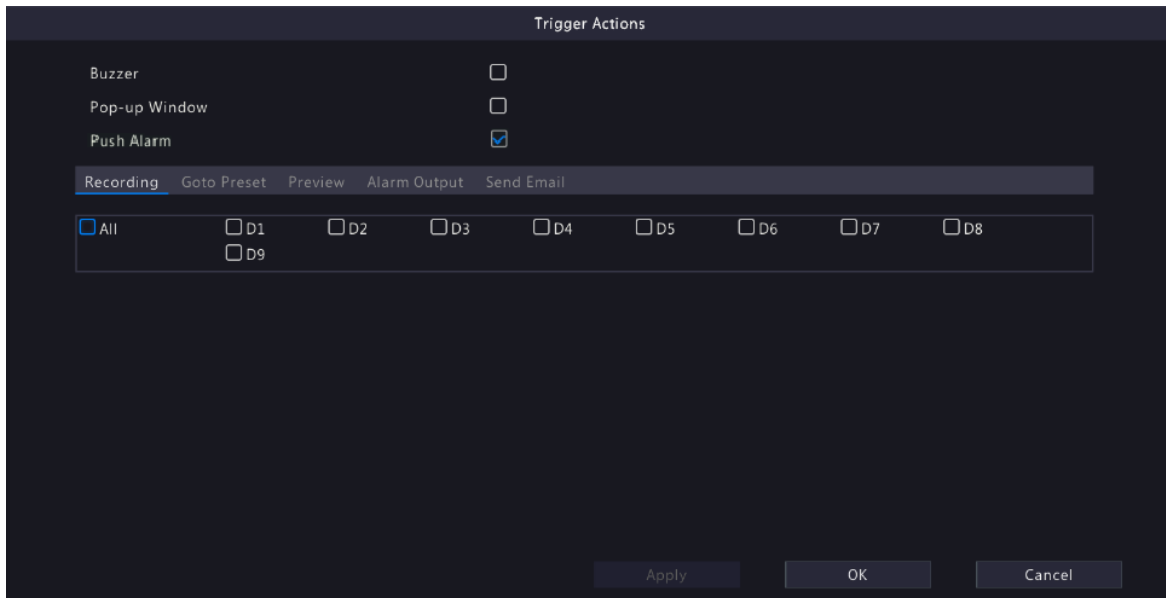 Trigger Actions
Buzzer
Pop-up Window
Push Alarm
Recording Goto Preset Preview Alarm Output Send Email
All D1 D2 D3 D4 D5 D6 D7 D8
D9
Apply OK Cancel